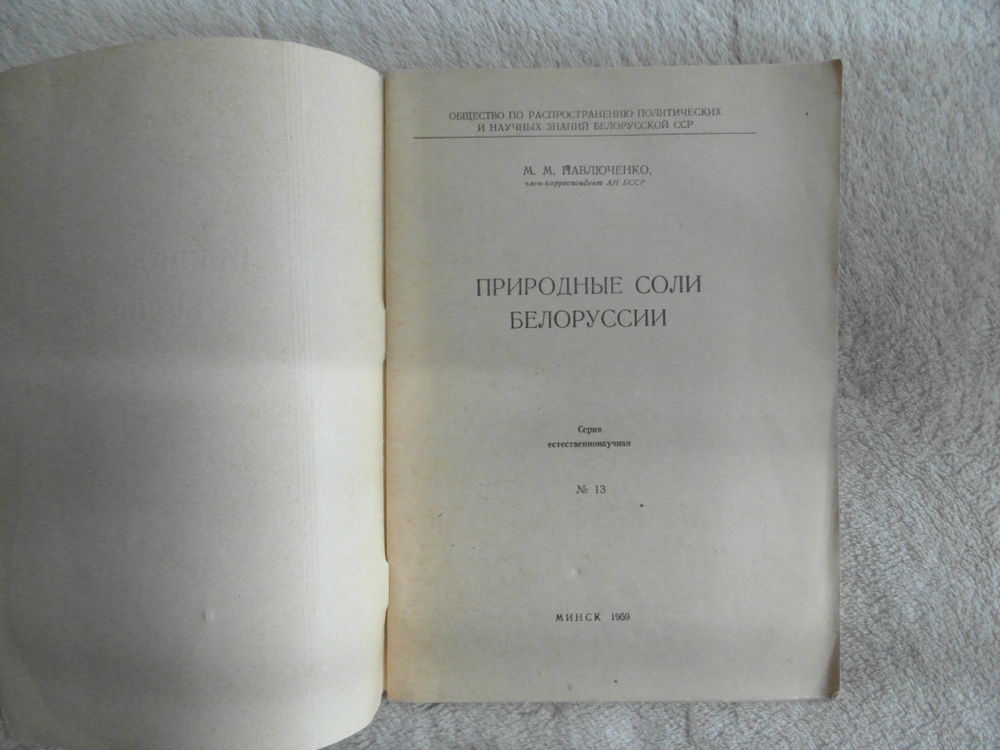 ОБЩЕСТВО ПО РАСПРОСТРАНЕНИЮ ПОЛИТИЧЕСКИХ
И НАУЧНЫХ ЗНАНИЙ БЕЛОРУССКОЙ ССР
М. М. ПАВЛЮЧЕНКО,
член-корреспондент АН БССР
ПРИРОДНЫЕ СОЛИ
БЕЛОРУССИИ
Серия
естественнонаучная
№ 13
МИНСК 1959